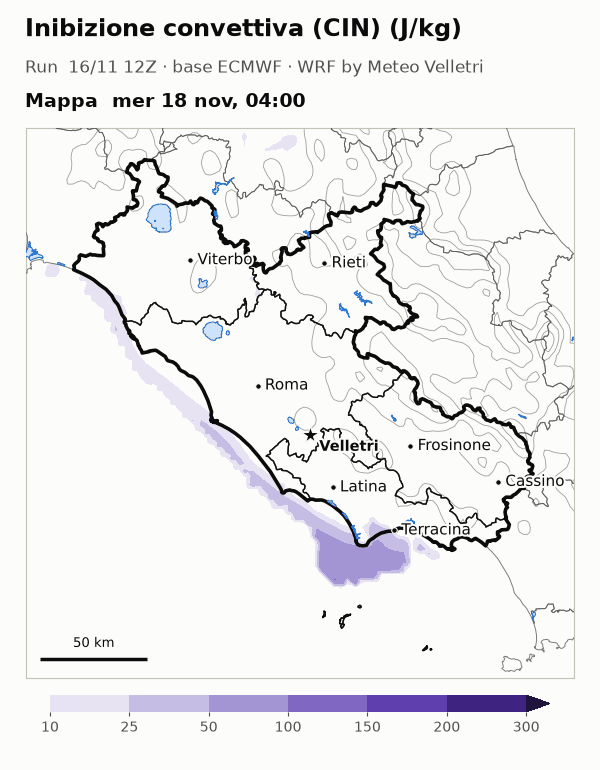 Inibizione convettiva (CIN) (J/kg)
Run  16/11 12Z · base ECMWF · WRF by Meteo Velletri
Mappa  mer 18 nov, 04:00
Viterbo
Rieti
Roma
Velletri
Frosinone
Cassino
Latina
Terracina
50 km
10 25 50 100 150 200 300